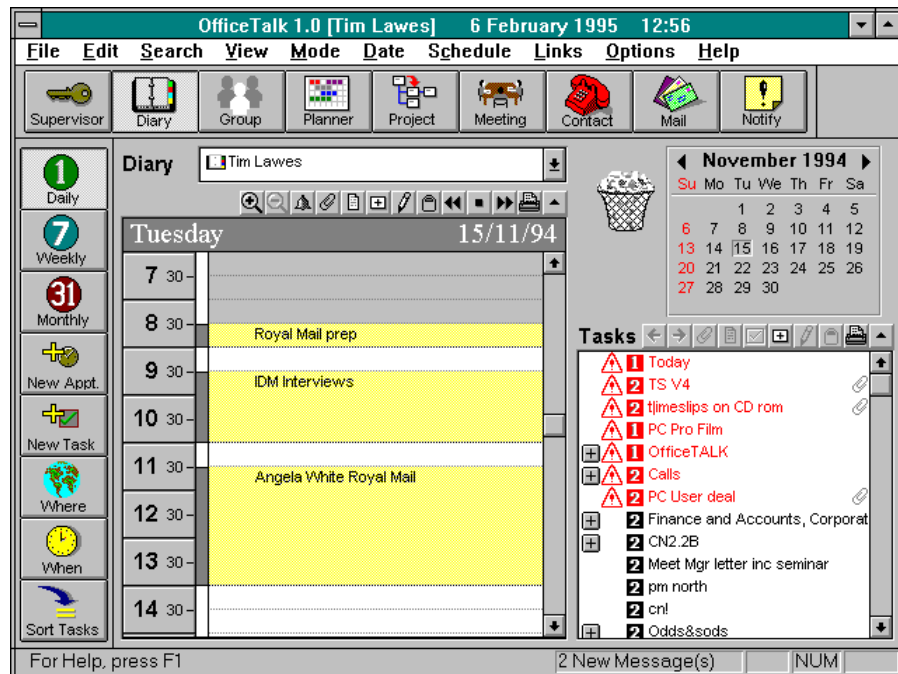 OfficeTalk 1.0 [Tim Lawes] 6 February 1995 12:56
File Edit Search View Mode Date Schedule Links Options Help
Supervisor Diary Group Planner Project Meeting Contact Mail Notify
1
Daily
7
Weekly
31
Monthly
New Appt.
New Task
Where
When
Sort Tasks
Diary Tim Lawes
Tuesday 15/11/94
7 30
8 30
Royal Mail prep
9 30
IDM Interviews
10 30
11 30
Angela White Royal Mail
12 30
13 30
14 30
November 1994
Su Mo Tu We Th Fr Sa
1 2 3 4 5
6 7 8 9 10 11 12
13 14 15 16 17 18 19
20 21 22 23 24 25 26
27 28 29 30
Tasks
1 Today
2 TS V4
2 t|imeslips on CD rom
1 PC Pro Film
1 OfficeTALK
2 Calls
2 PC User deal
2 Finance and Accounts, Corporat
2 CN2.2B
2 Meet Mgr letter inc seminar
2 pm north
2 cn!
2 Odds&sods
For Help, press F1 2 New Message(s) NUM